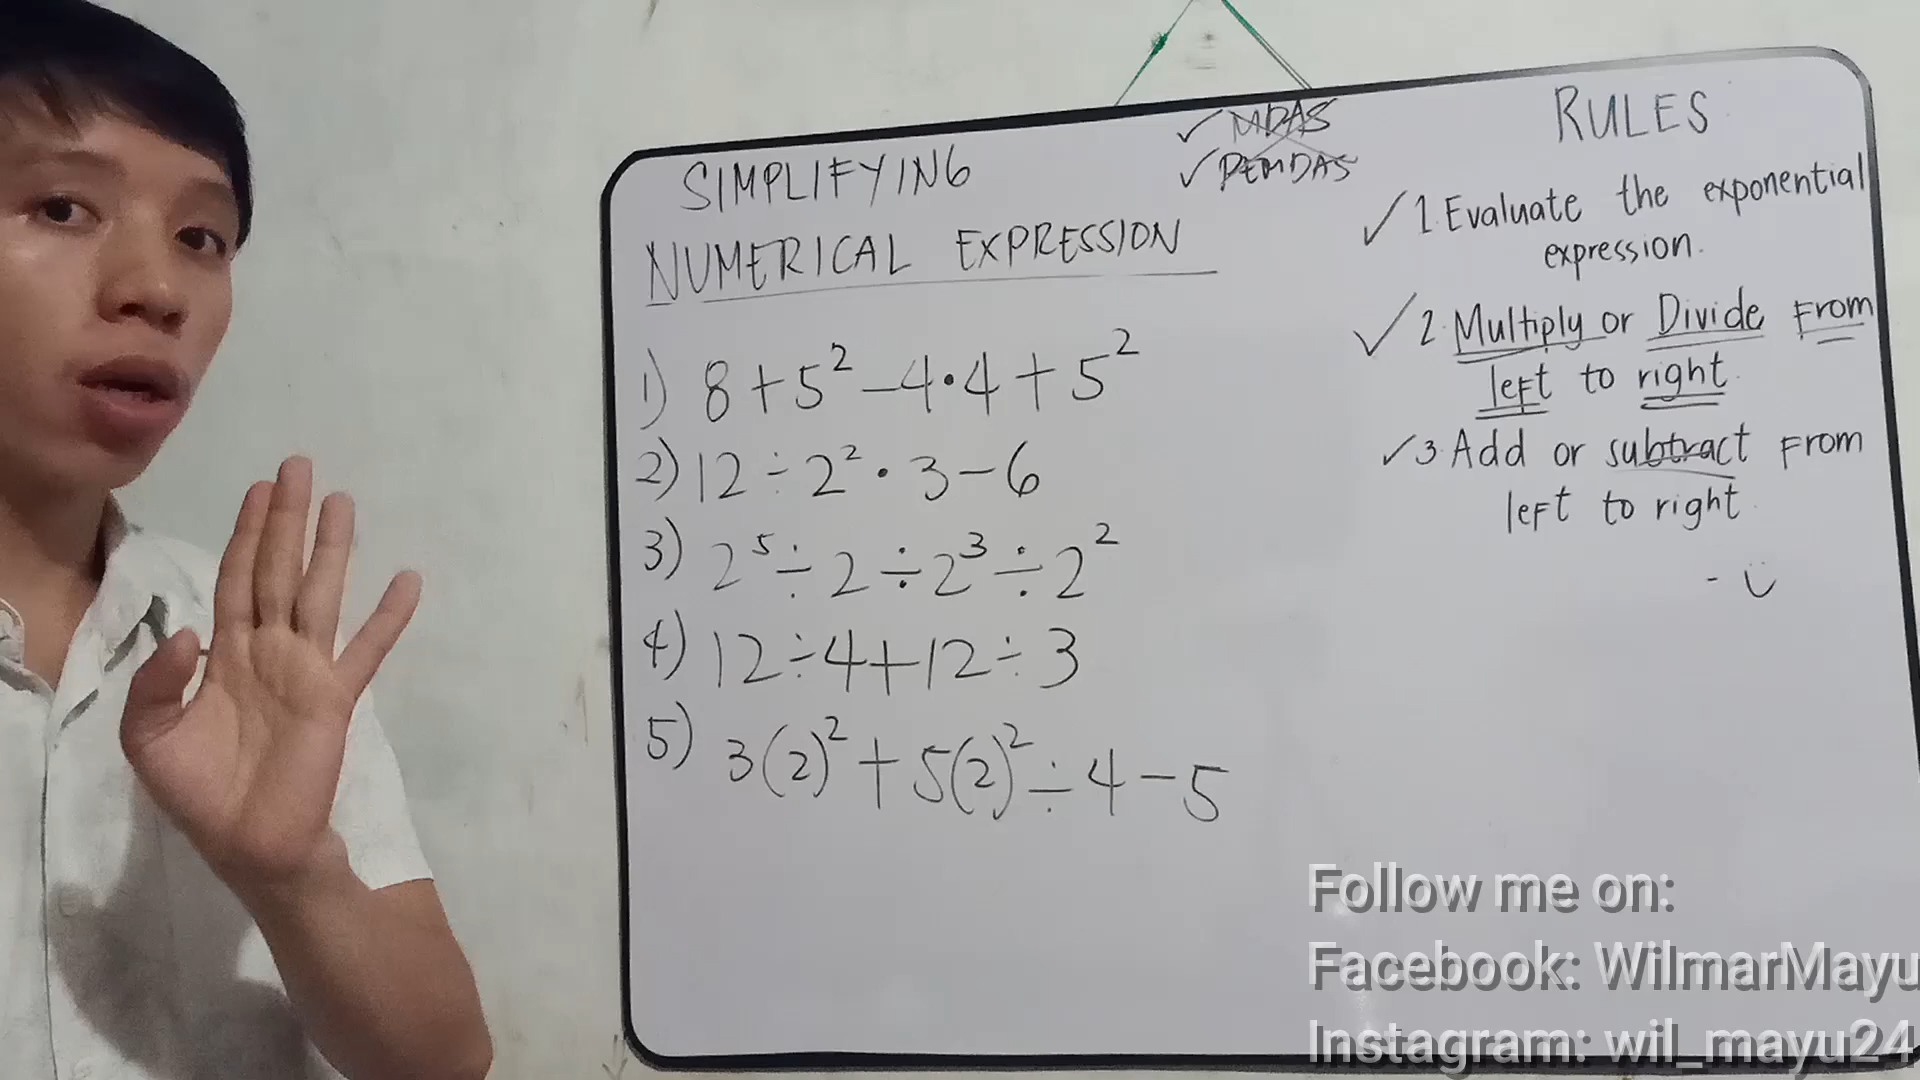 SIMPLIFYING
NUMERICAL EXPRESSION
✓ MDAS
✓ PEMDAS
1) 8 + 5² - 4 • 4 + 5²
2) 12 ÷ 2² • 3 - 6
3) 2⁵ ÷ 2 ÷ 2³ ÷ 2²
4) 12 ÷ 4 + 12 ÷ 3
5) 3(2)² + 5(2)² ÷ 4 - 5
RULES
✓ 1. Evaluate the exponential
expression.
✓ 2. Multiply or Divide From
left to right.
✓ 3. Add or subtract From
left to right.
Follow me on:
Facebook: WilmarMayu
Instagram: wil_mayu24